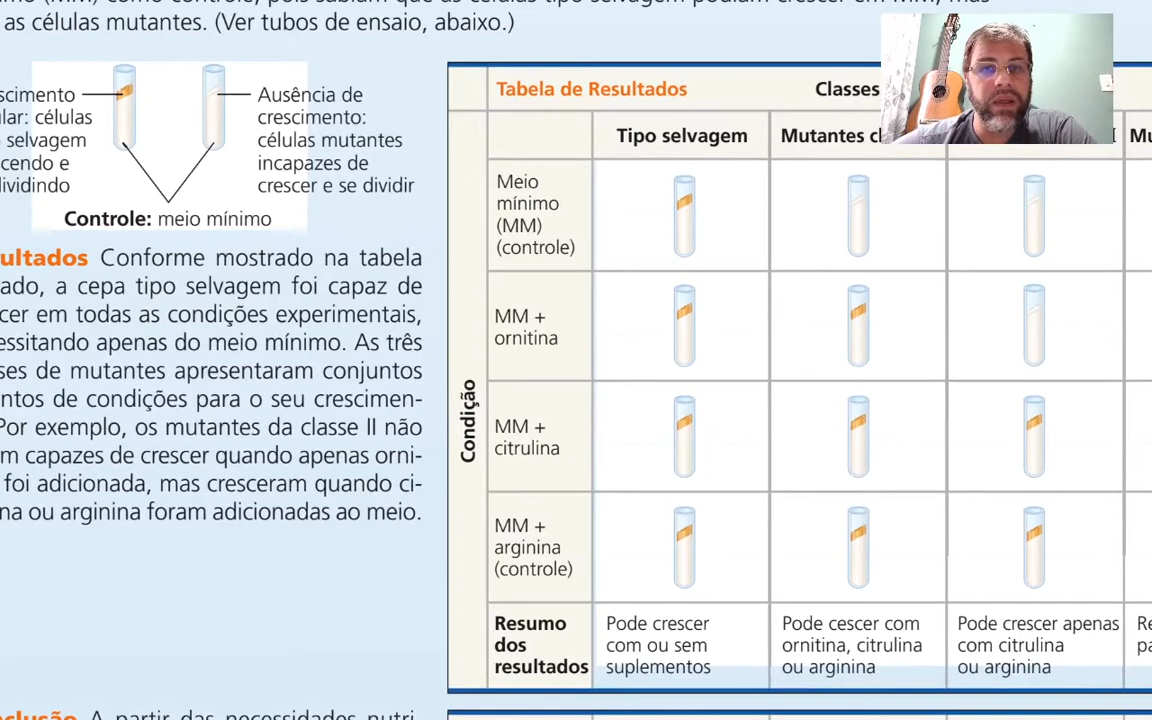 as células mutantes. (Ver tubos de ensaio, abaixo.)
scimento
ular: células
selvagem
cendo e
dividindo
Ausência de
crescimento:
células mutantes
incapazes de
crescer e se dividir
Controle: meio mínimo
ultados Conforme mostrado na tabela
ado, a cepa tipo selvagem foi capaz de
cer em todas as condições experimentais,
essitando apenas do meio mínimo. As três
ses de mutantes apresentaram conjuntos
ntos de condições para o seu crescimen-
Por exemplo, os mutantes da classe II não
m capazes de crescer quando apenas orni-
foi adicionada, mas cresceram quando ci-
na ou arginina foram adicionadas ao meio.
Tabela de Resultados
Classes
Tipo selvagem
Mutantes
Condição
Meio
mínimo
(MM)
(controle)
MM +
ornitina
MM +
citrulina
MM +
arginina
(controle)
Resumo
dos
resultados
Pode crescer
com ou sem
suplementos
Pode cescer com
ornitina, citrulina
ou arginina
Pode crescer apenas
com citrulina
ou arginina